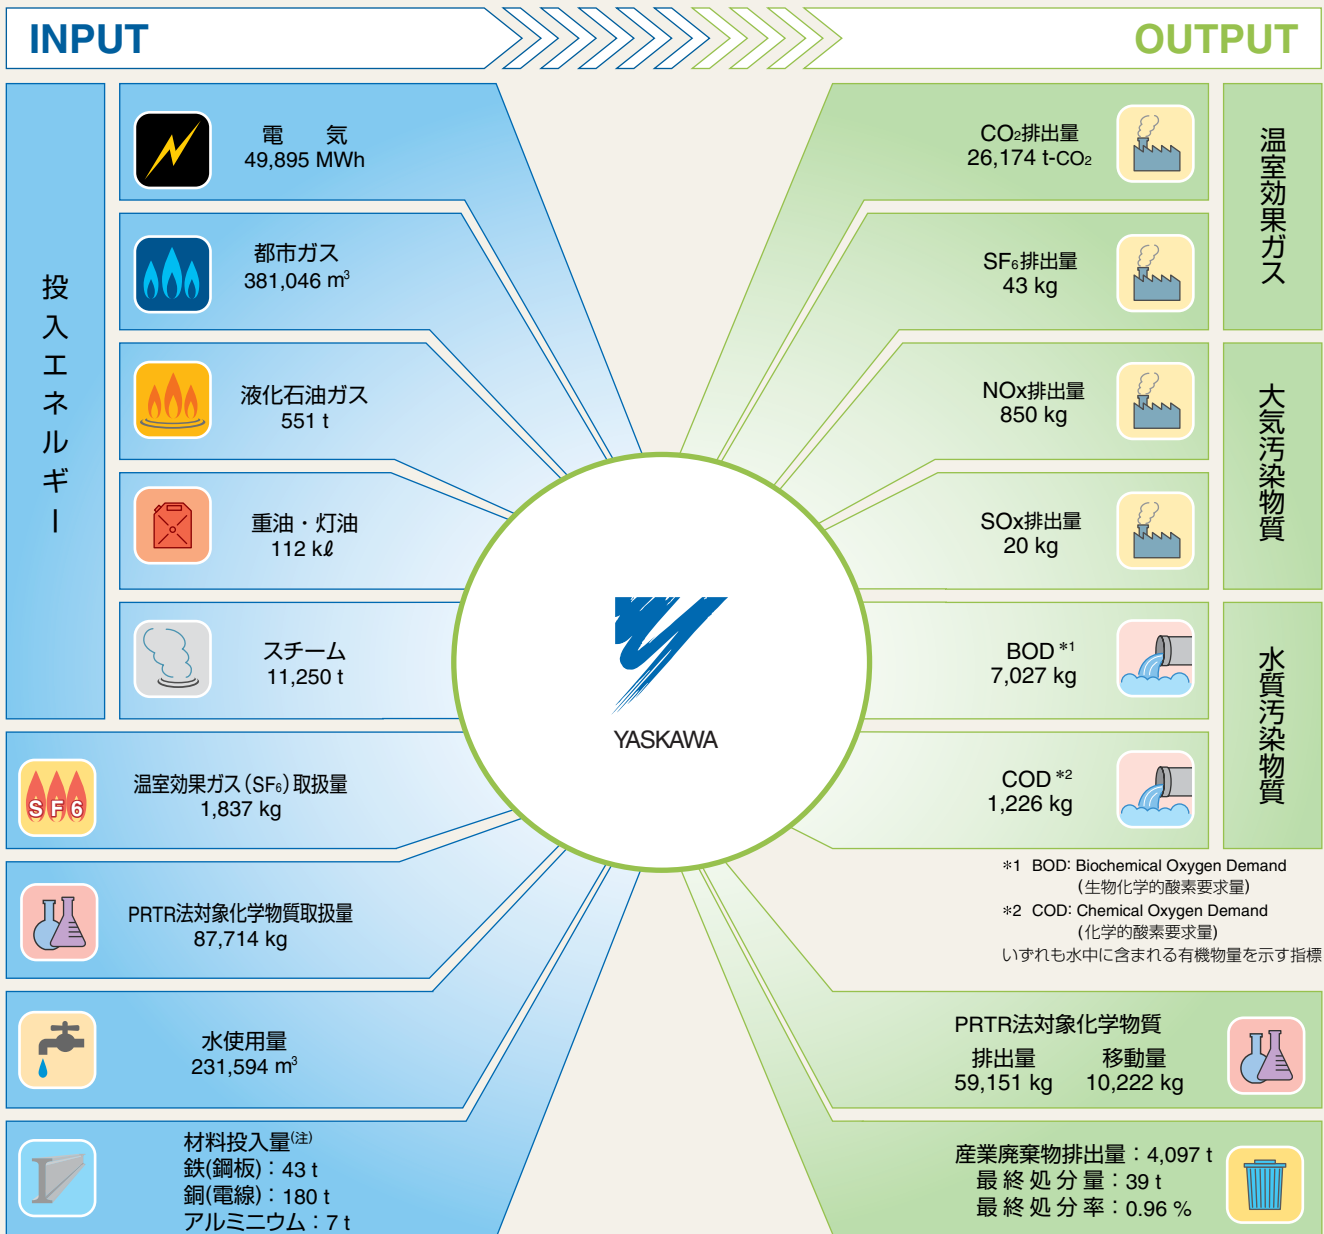 INPUT
OUTPUT
投入エネルギー
電 気
49,895 MWh
都市ガス
381,046 m³
液化石油ガス
551 t
重油・灯油
112 kℓ
スチーム
11,250 t
SF6
温室効果ガス(SF₆)取扱量
1,837 kg
PRTR法対象化学物質取扱量
87,714 kg
水使用量
231,594 m³
材料投入量(注)
鉄(鋼板):43 t
銅(電線):180 t
アルミニウム:7 t
YASKAWA
CO₂排出量
26,174 t-CO₂
SF₆排出量
43 kg
温室効果ガス
NOx排出量
850 kg
SOx排出量
20 kg
大気汚染物質
BOD *1
7,027 kg
COD *2
1,226 kg
水質汚染物質
*1 BOD: Biochemical Oxygen Demand
(生物化学的酸素要求量)
*2 COD: Chemical Oxygen Demand
(化学的酸素要求量)
いずれも水中に含まれる有機物量を示す指標
PRTR法対象化学物質
排出量 移動量
59,151 kg 10,222 kg
産業廃棄物排出量:4,097 t
最終処分量:39 t
最終処分率:0.96 %